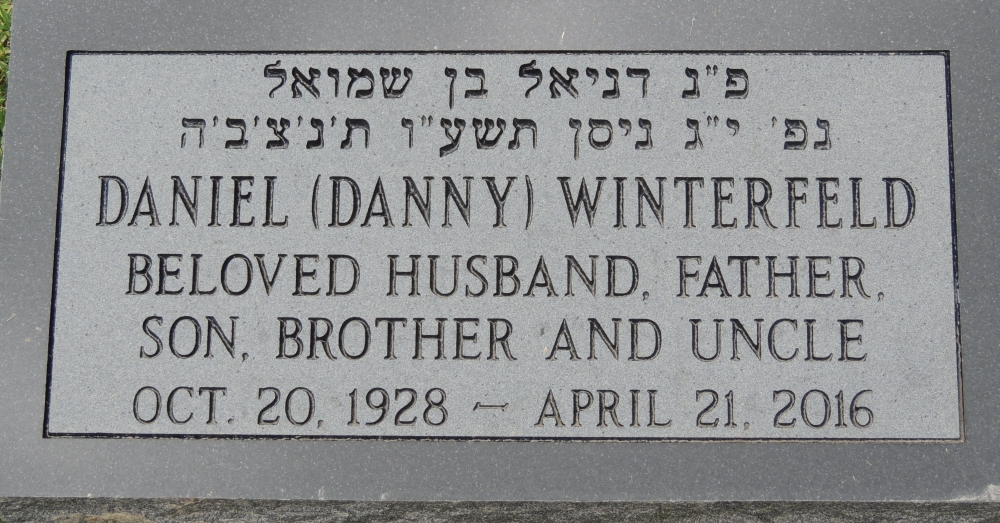 פ"נ דניאל בן שמואל
נפ' י"ג ניסן תשע"ו ת'נ'צ'ב'ה
DANIEL (DANNY) WINTERFELD
BELOVED HUSBAND, FATHER,
SON, BROTHER AND UNCLE
OCT. 20, 1928 – APRIL 21, 2016